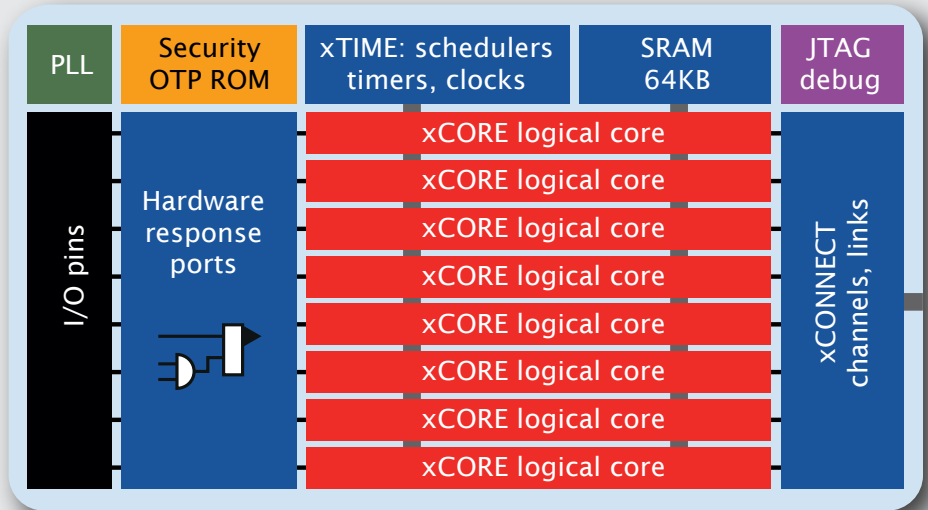 PLL
Security
OTP ROM
xTIME: schedulers
timers, clocks
SRAM
64KB
JTAG
debug
I/O pins
Hardware
response
ports
xCORE logical core
xCORE logical core
xCORE logical core
xCORE logical core
xCORE logical core
xCORE logical core
xCORE logical core
xCORE logical core
xCONNECT
channels, links